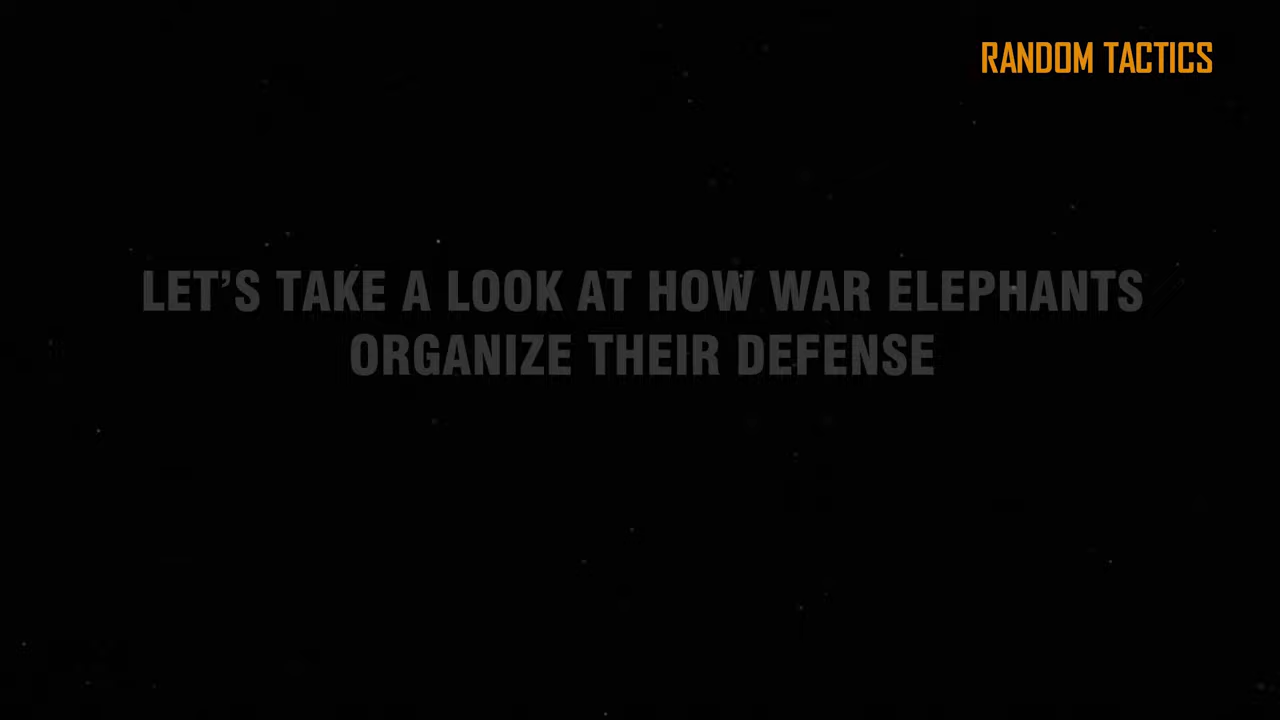 RANDOM TACTICS
LET’S TAKE A LOOK AT HOW WAR ELEPHANTS
ORGANIZE THEIR DEFENSE